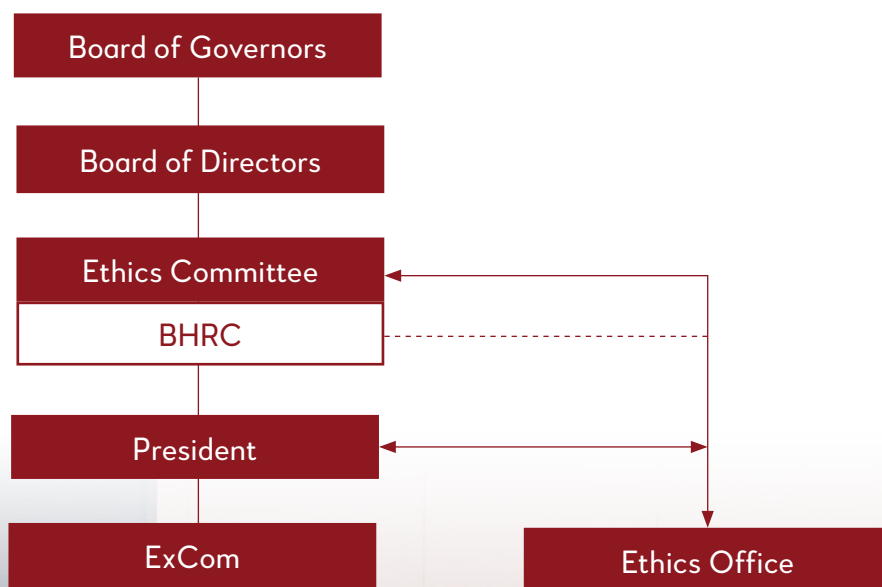 Board of Governors
Board of Directors
Ethics Committee
BHRC
President
ExCom
Ethics Office